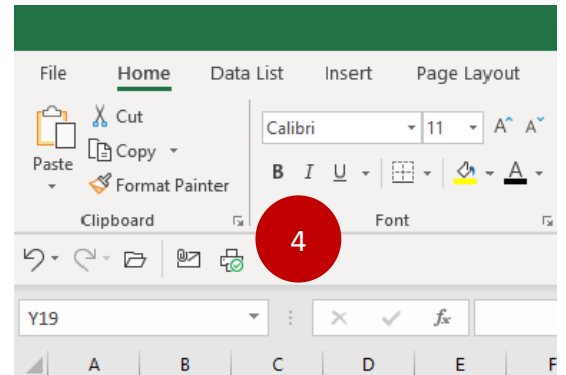 File Home Data List Insert Page Layout
Cut
Calibri 11 A^ Aˇ
Copy
Paste
B I U A
Format Painter
Clipboard Font
4
Y19 fx
A B C D E F